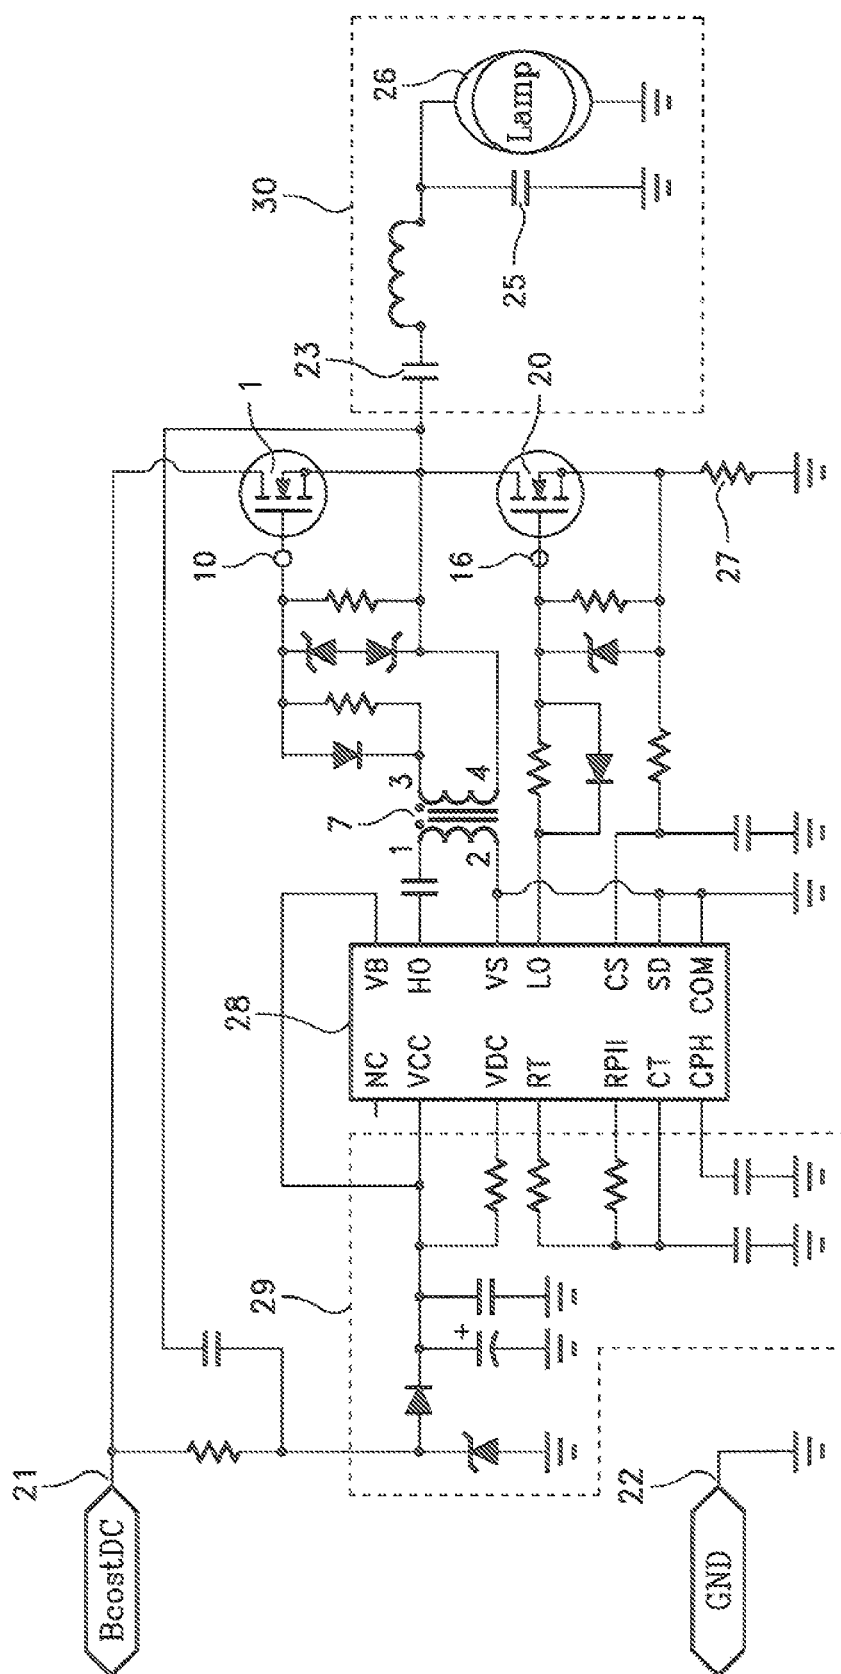 BcostDC
21
GND
22
29
NC
VCC
VDC
RT
RPH
CT
CPH
28
VB
HO
VS
LO
CS
SD
COM
+
1
2
7
3
4
10
1
16
20
27
23
30
25
26
Lamp